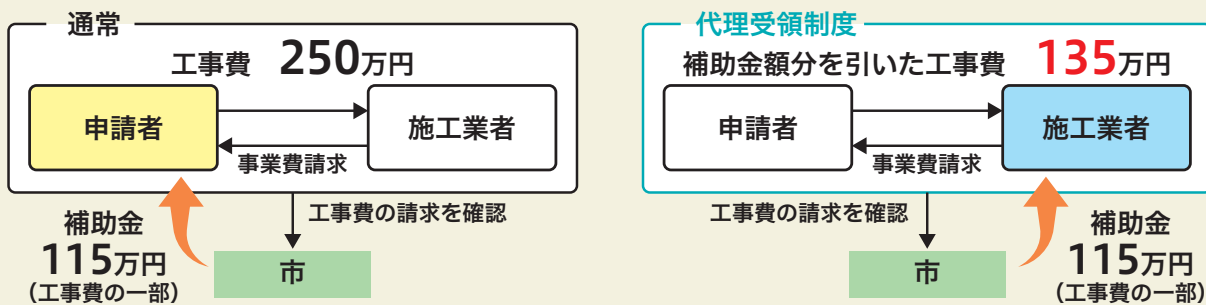 通常
工事費 250万円
申請者
施工業者
事業費請求
工事費の請求を確認
補助金
115万円
(工事費の一部)
市
代理受領制度
補助金額分を引いた工事費 135万円
申請者
施工業者
事業費請求
工事費の請求を確認
補助金
115万円
(工事費の一部)
市